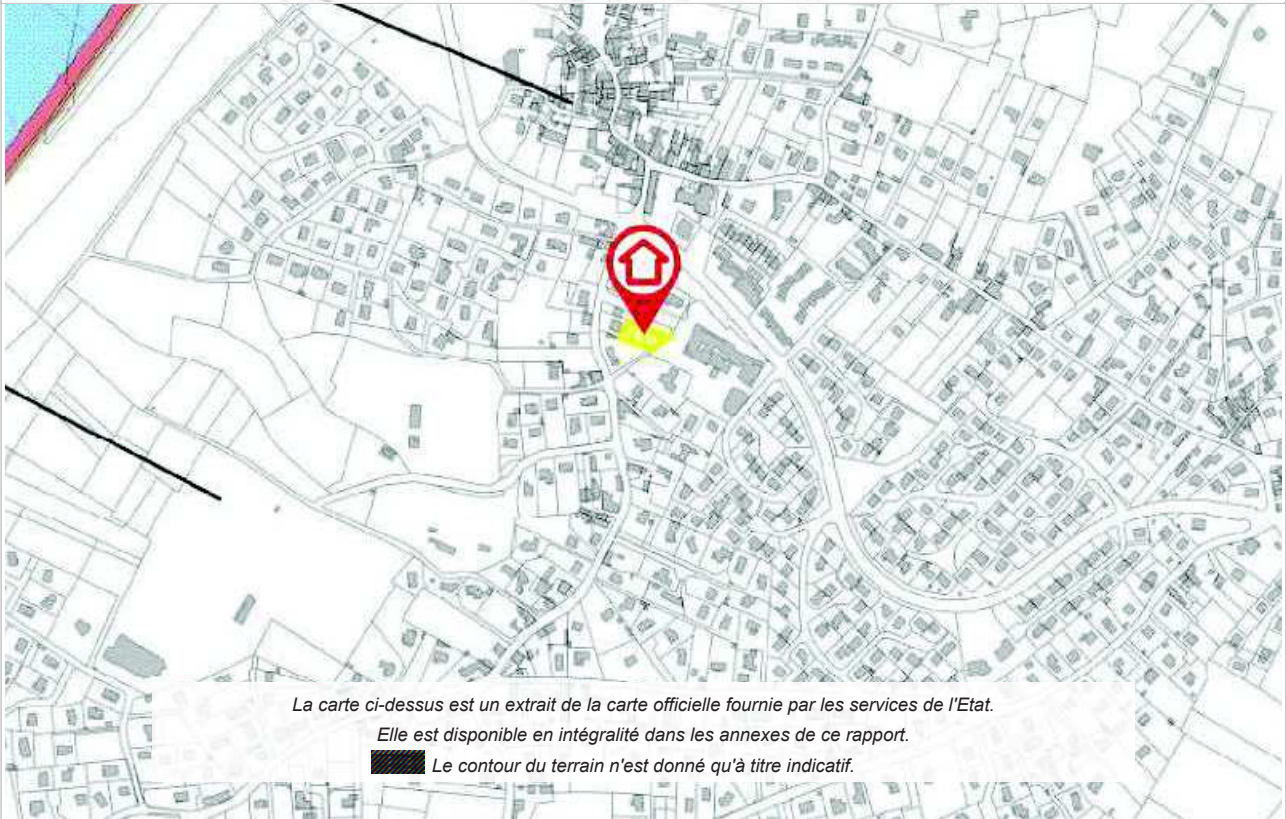 La carte ci-dessus est un extrait de la carte officielle fournie par les services de l'Etat.
Elle est disponible en intégralité dans les annexes de ce rapport.
Le contour du terrain n'est donné qu'à titre indicatif.